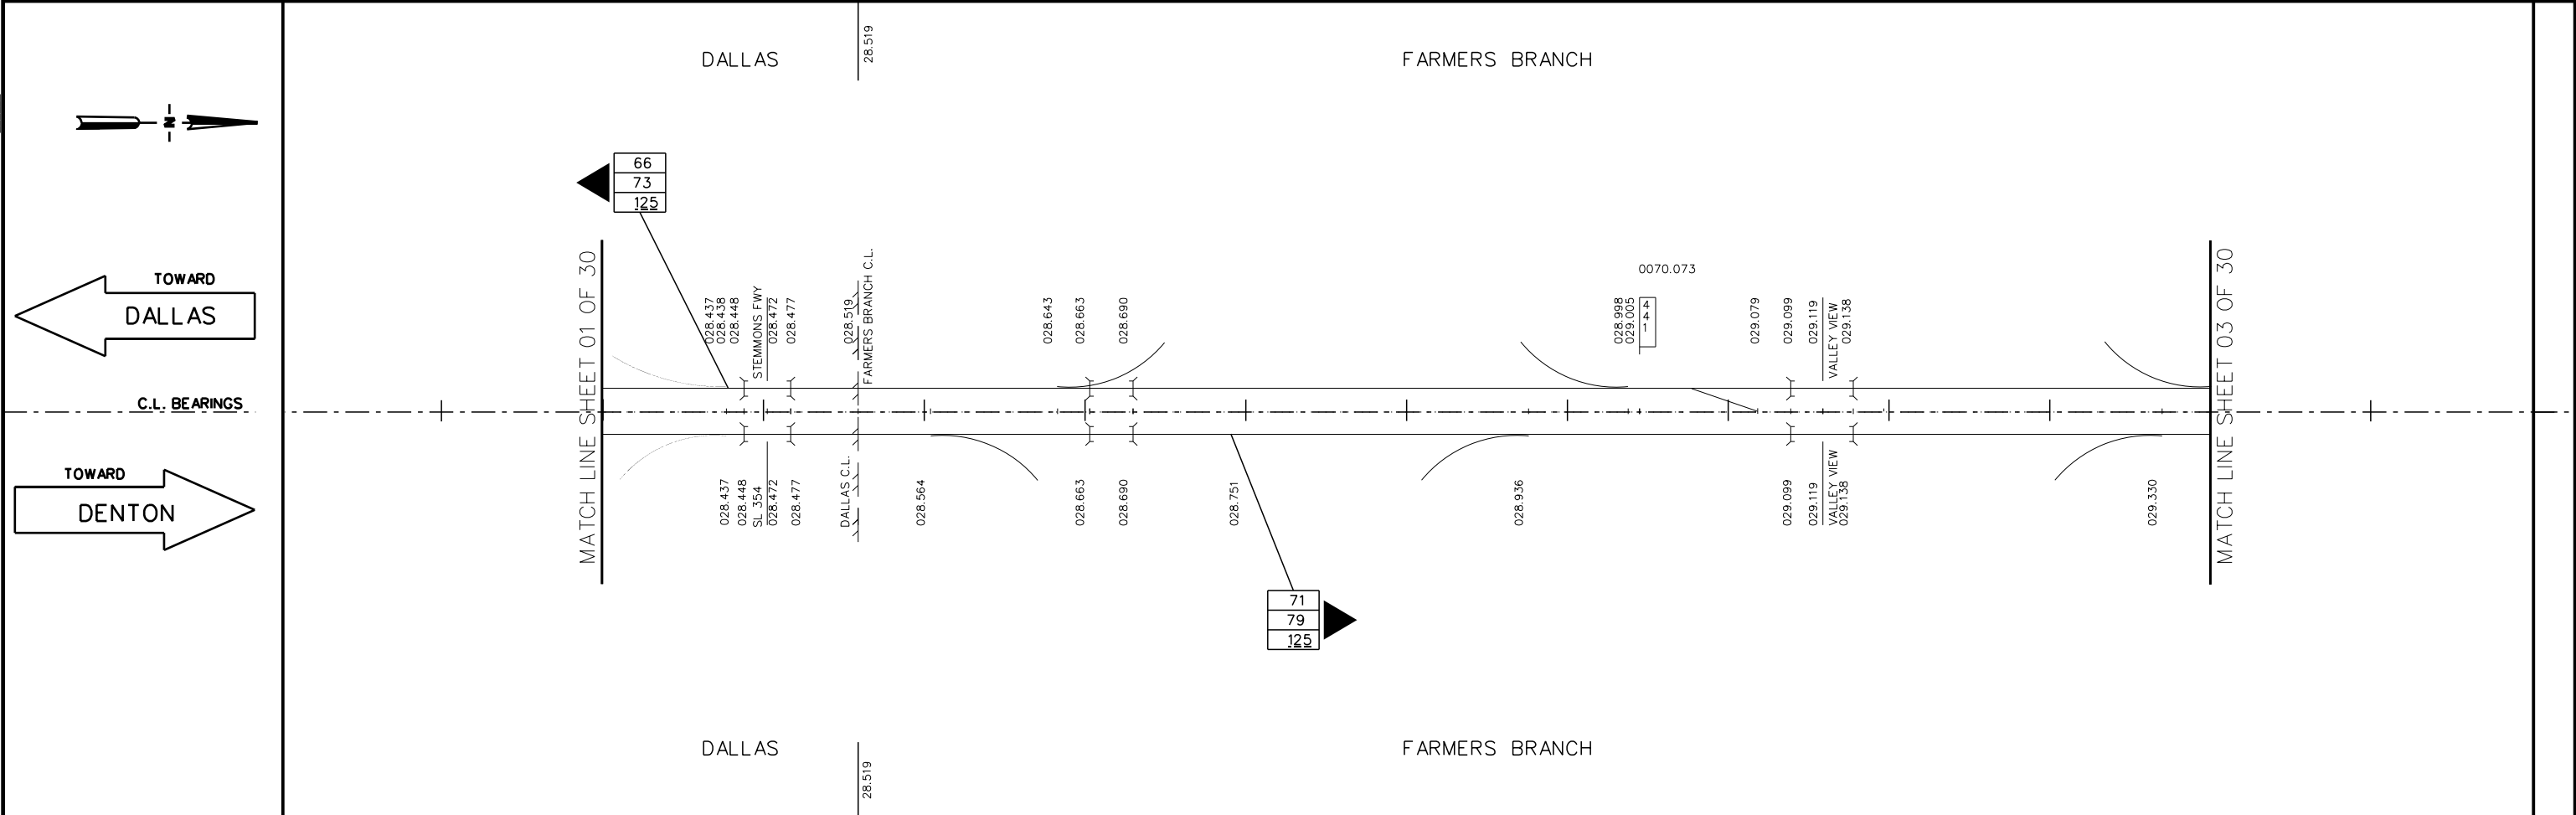 DALLAS
28.519
FARMERS BRANCH
N
66
73
125
TOWARD
DALLAS
C.L. BEARINGS
TOWARD
DENTON
MATCH LINE SHEET 01 OF 30
028.437
028.438
028.448
STEMMONS FWY
028.472
028.477
028.519
FARMERS BRANCH C.L.
028.643
028.663
028.690
0070.073
028.998
029.005
4
4
1
029.079
029.099
029.119
VALLEY VIEW
029.138
MATCH LINE SHEET 03 OF 30
028.437
028.448
SL 354
028.472
028.477
DALLAS C.L.
028.564
028.663
028.690
028.751
028.936
029.099
029.119
VALLEY VIEW
029.138
029.330
71
79
125
DALLAS
28.519
FARMERS BRANCH